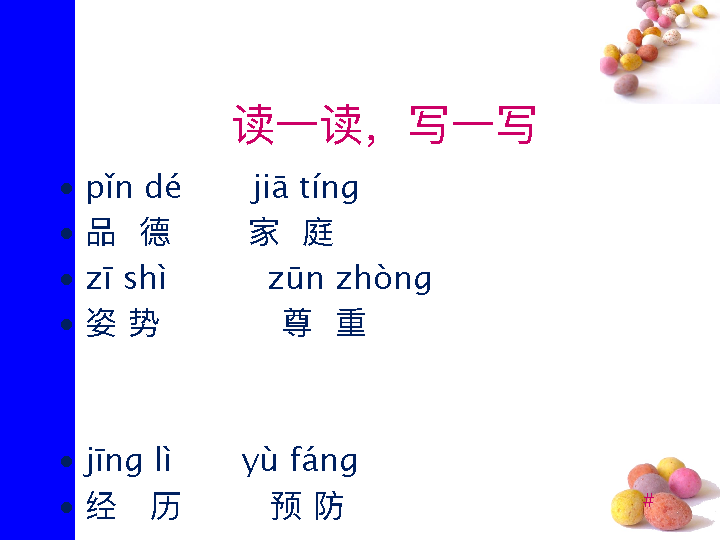 读一读，写一写
• pǐn dé jiā tíng
• 品 德 家 庭
• zī shì zūn zhòng
• 姿 势 尊 重
• jīng lì yù fáng
• 经 历 预 防
#